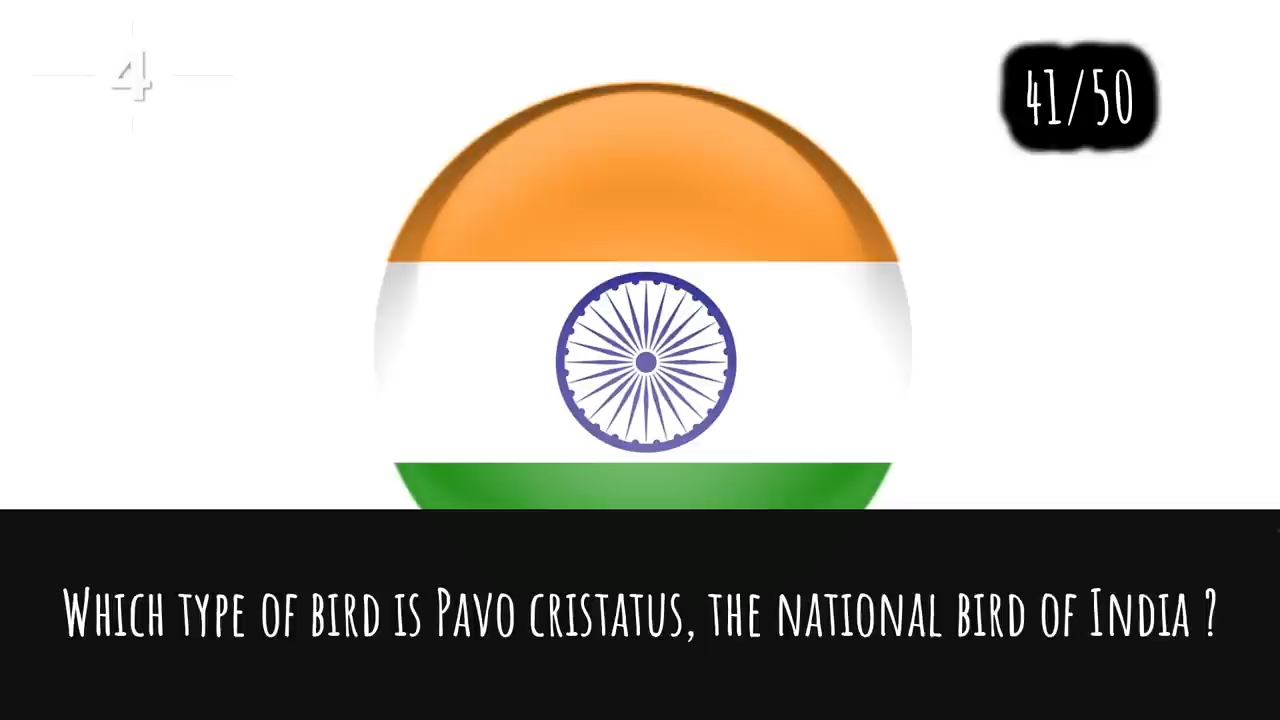 4
41/50
Which type of bird is Pavo cristatus, the national bird of India ?